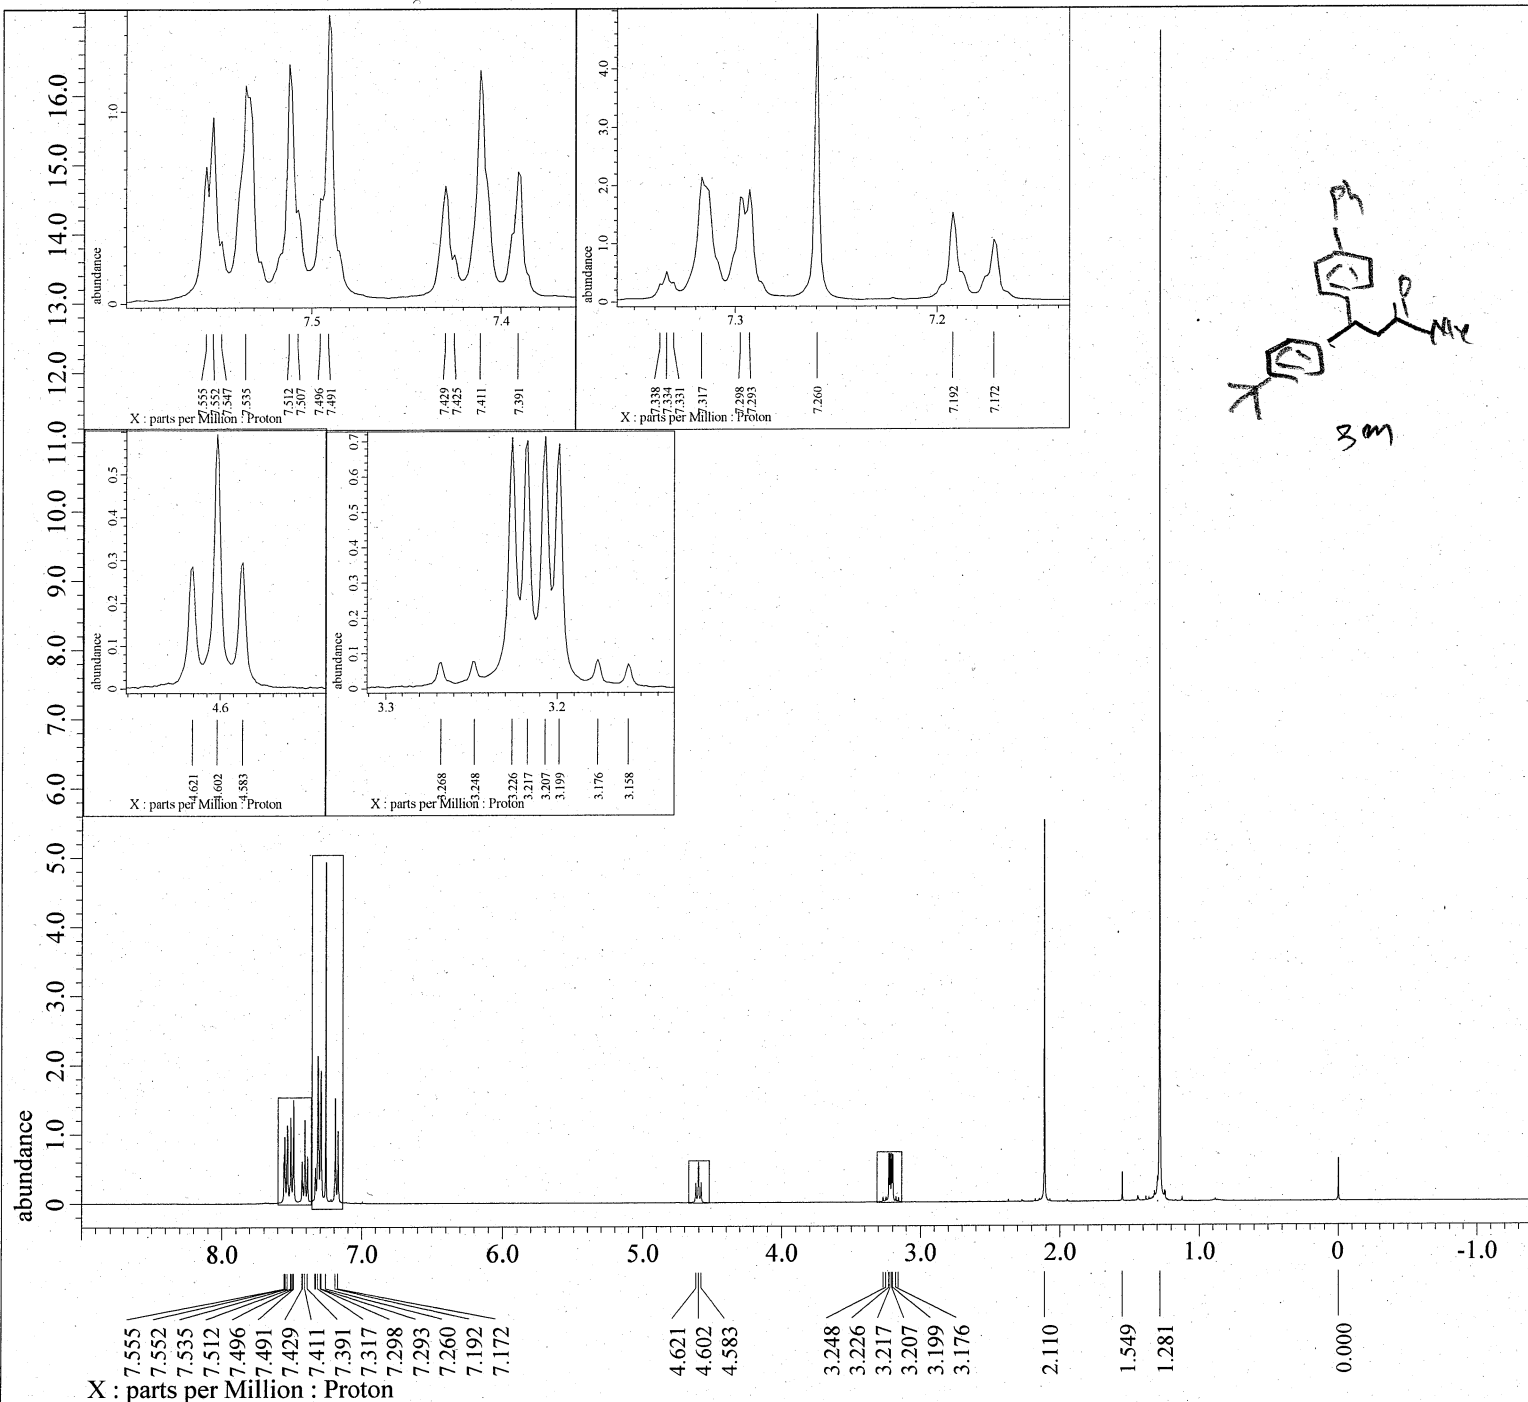 abundance
16.0
15.0
14.0
13.0
12.0
11.0
10.0
9.0
8.0
7.0
6.0
5.0
4.0
3.0
2.0
1.0
0
abundance
1.0
0
7.5 7.4
7.555 7.552 7.547 7.535 7.512 7.507 7.496 7.491 7.429 7.425 7.411 7.391
X : parts per Million : Proton
abundance
4.0
3.0
2.0
1.0
0
7.3 7.2
7.338 7.334 7.331 7.317 7.298 7.293 7.260 7.192 7.172
X : parts per Million : Proton
Ph
O
Me
3m
abundance
0.5
0.4
0.3
0.2
0.1
0
4.6
4.621 4.602 4.583
X : parts per Million : Proton
abundance
0.7
0.6
0.5
0.4
0.3
0.2
0.1
0
3.3 3.2
3.268 3.248 3.226 3.217 3.207 3.199 3.176 3.158
X : parts per Million : Proton
8.0 7.0 6.0 5.0 4.0 3.0 2.0 1.0 0 -1.0
7.555 7.552 7.535 7.512 7.496 7.491 7.429 7.411 7.391 7.317 7.298 7.293 7.260 7.192 7.172 4.621 4.602 4.583 3.248 3.226 3.217 3.207 3.199 3.176 2.110 1.549 1.281 0.000
X : parts per Million : Proton